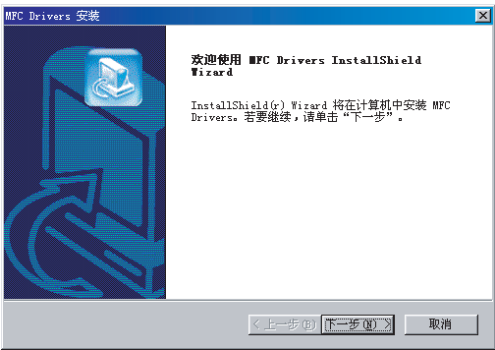 MFC Drivers 安装
欢迎使用 MFC Drivers InstallShield
Wizard
InstallShield(r) Wizard 将在计算机中安装 MFC
Drivers。若要继续，请单击“下一步”。
< 上一步(B) 下一步(N) > 取消